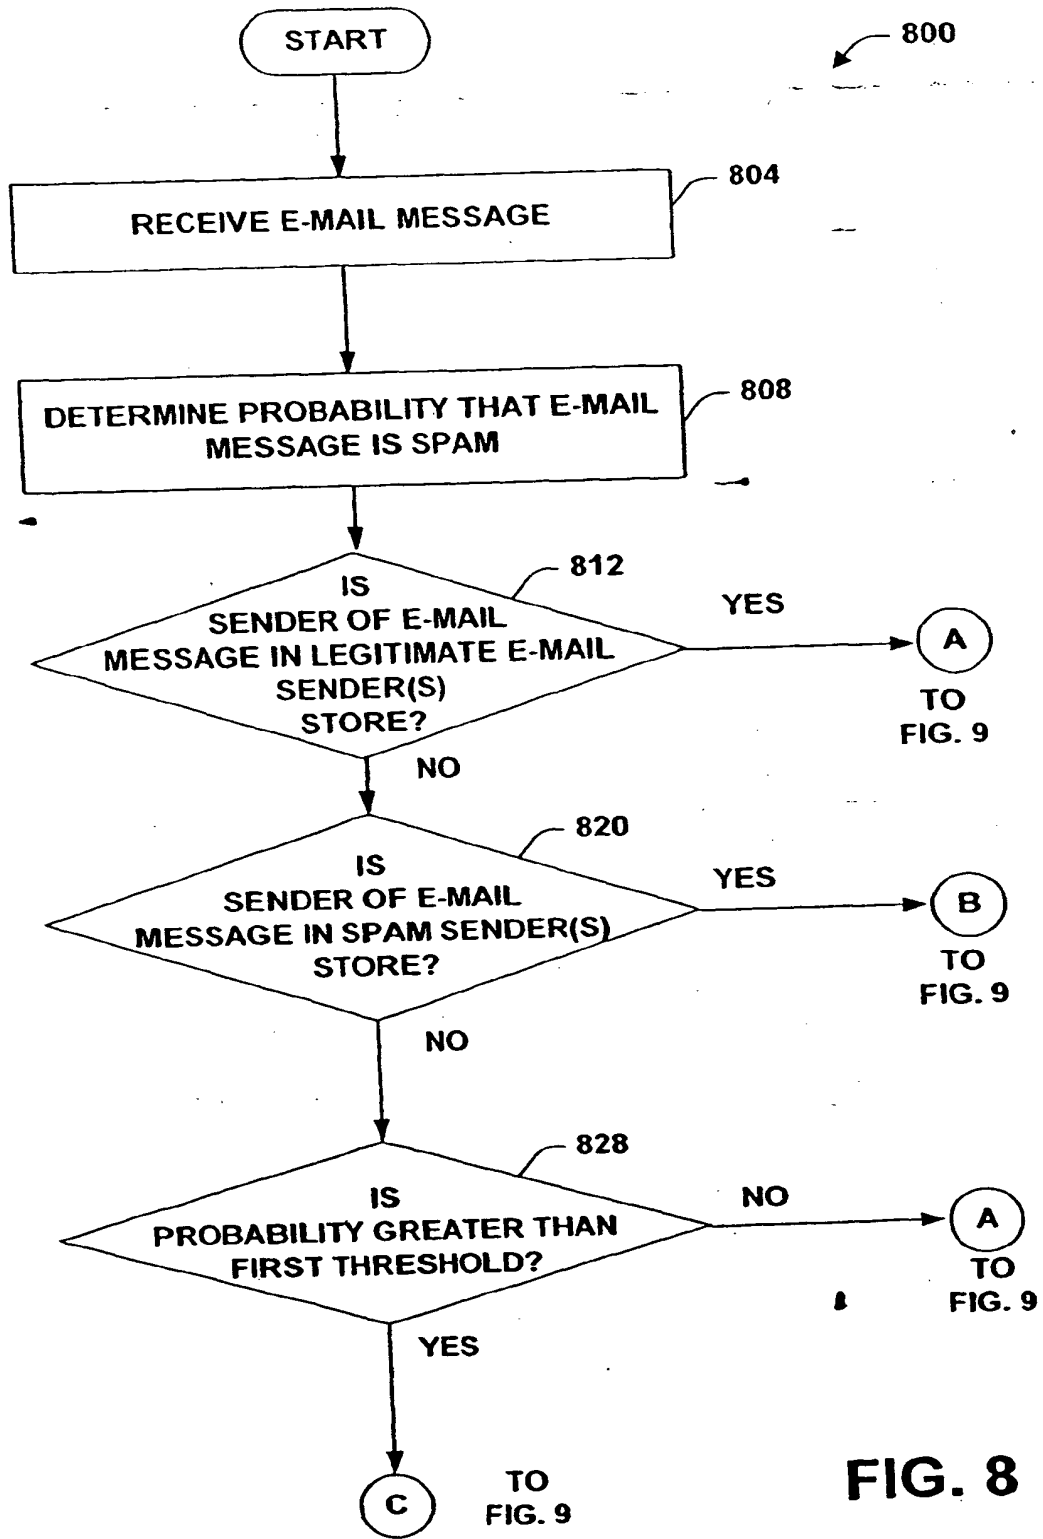 START
800
804
RECEIVE E-MAIL MESSAGE
808
DETERMINE PROBABILITY THAT E-MAIL
MESSAGE IS SPAM
812
IS
SENDER OF E-MAIL
MESSAGE IN LEGITIMATE E-MAIL
SENDER(S)
STORE?
YES
A
TO
FIG. 9
NO
820
IS
SENDER OF E-MAIL
MESSAGE IN SPAM SENDER(S)
STORE?
YES
B
TO
FIG. 9
NO
828
IS
PROBABILITY GREATER THAN
FIRST THRESHOLD?
NO
A
TO
FIG. 9
YES
C
TO
FIG. 9
FIG. 8